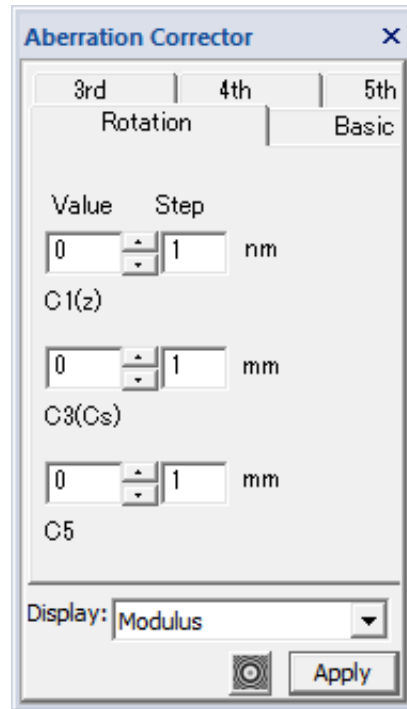 Aberration Corrector ×
3rd 4th 5th
Rotation Basic
Value Step
0 1 nm
C1(z)
0 1 mm
C3(Cs)
0 1 mm
C5
Display: Modulus
Apply